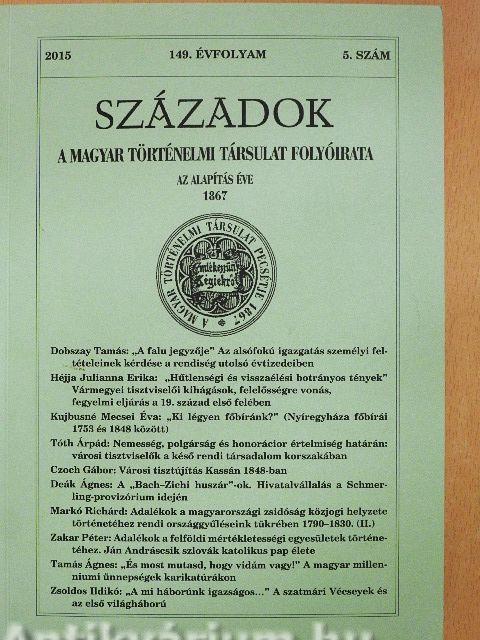 2015 149. ÉVFOLYAM 5. SZÁM
SZÁZADOK
A MAGYAR TÖRTÉNELMI TÁRSULAT FOLYÓIRATA
AZ ALAPÍTÁS ÉVE
1867
A MAGYAR TÖRTÉNELMI TÁRSULAT PECSÉTJE 1867
Emlékezzünk
Régiekről
Dobszay Tamás: „A falu jegyzője” Az alsófokú igazgatás személyi fel-
tételeinek kérdése a rendiség utolsó évtizedeiben
Héjja Julianna Erika: „Hűtlenségi és visszaélési botrányos tények”
Vármegyei tisztviselői kihágások, felelősségre vonás,
fegyelmi eljárás a 19. század első felében
Kujbusné Mecsei Éva: „Ki légyen főbíránk?” (Nyíregyháza főbírái
1753 és 1848 között)
Tóth Árpád: Nemesség, polgárság és honorácior értelmiség határán:
városi tisztviselők a késő rendi társadalom korszakában
Czoch Gábor: Városi tisztújítás Kassán 1848-ban
Deák Ágnes: A „Bach–Zichi huszár”-ok. Hivatalvállalás a Schmer-
ling-provizórium idején
Markó Richárd: Adalékok a magyarországi zsidóság közjogi helyzete
történetéhez rendi országgyűléseink tükrében 1790–1830. (II.)
Zakar Péter: Adalékok a felföldi mértékletességi egyesületek történe-
téhez. Ján Andráscsík szlovák katolikus pap élete
Tamás Ágnes: „És most mutasd, hogy vidám vagy!” A magyar millen-
niumi ünnepségek karikatúrákon
Zsoldos Ildikó: „A mi háborúnk igazságos...” A szatmári Vécseyek és
az első világháború
Antikvárium.hu